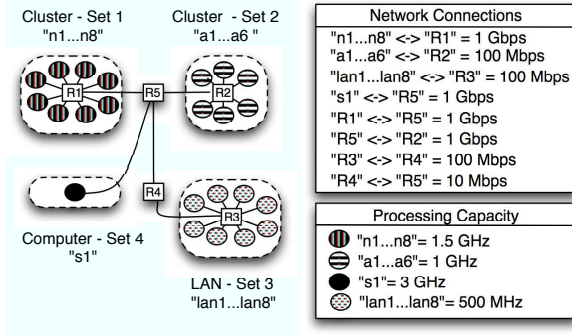 Cluster - Set 1
"n1...n8"
Cluster - Set 2
"a1...a6 "
R1
R5
R2
R4
R3
Computer - Set 4
"s1"
LAN - Set 3
"lan1...lan8"
Network Connections
"n1...n8" <-> "R1" = 1 Gbps
"a1...a6" <-> "R2" = 100 Mbps
"lan1...lan8" <-> "R3" = 100 Mbps
"s1" <-> "R5" = 1 Gbps
"R1" <-> "R5" = 1 Gbps
"R5" <-> "R2" = 1 Gbps
"R3" <-> "R4" = 100 Mbps
"R4" <-> "R5" = 10 Mbps
Processing Capacity
"n1...n8"= 1.5 GHz
"a1...a6"= 1 GHz
"s1"= 3 GHz
"lan1...lan8"= 500 MHz